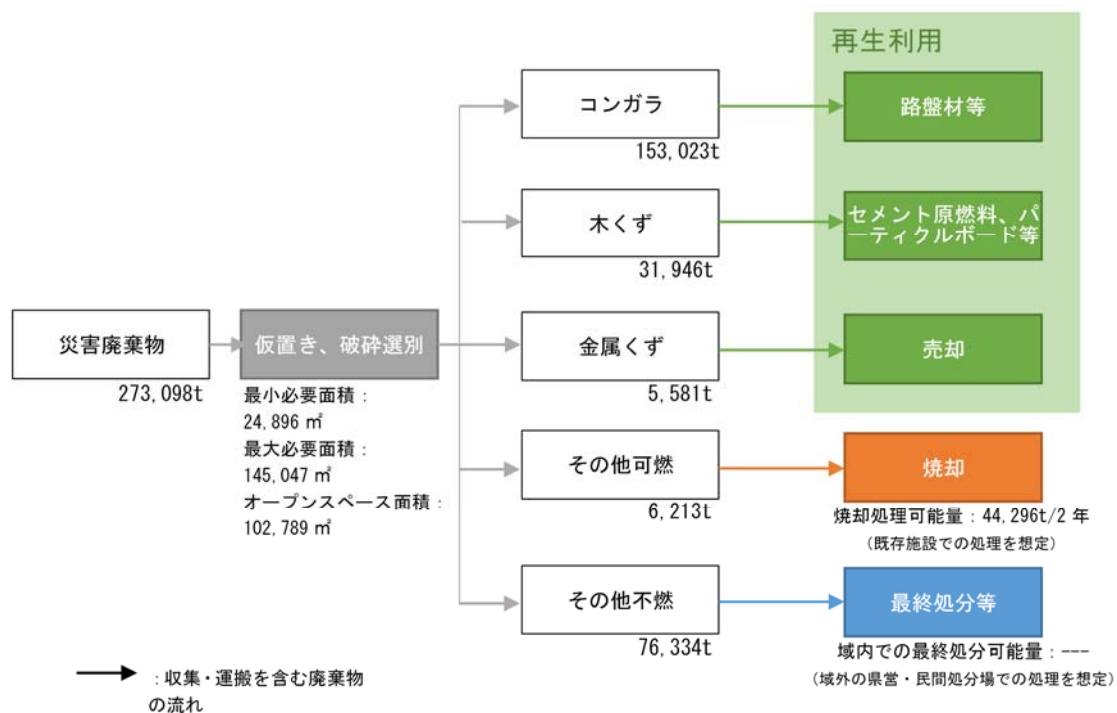 再生利用
コンガラ
153,023t
路盤材等
木くず
31,946t
セメント原燃料、パ
ーティクルボード等
災害廃棄物
273,098t
仮置き、破砕選別
最小必要面積：
24,896 ㎡
最大必要面積：
145,047 ㎡
オープンスペース面積：
102,789 ㎡
金属くず
5,581t
売却
その他可燃
6,213t
焼却
焼却処理可能量：44,296t/2 年
（既存施設での処理を想定）
その他不燃
76,334t
最終処分等
域内での最終処分可能量：---
（域外の県営・民間処分場での処理を想定）
：収集・運搬を含む廃棄物
の流れ